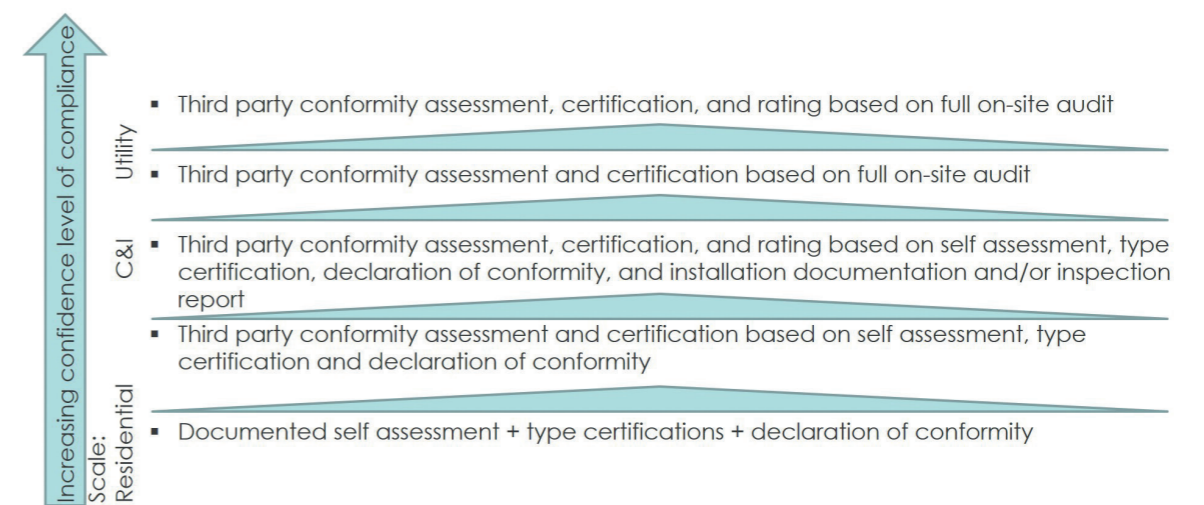 Increasing confidence level of compliance
Scale:
Utility
C&I
Residential
▪ Third party conformity assessment, certification, and rating based on full on-site audit
▪ Third party conformity assessment and certification based on full on-site audit
▪ Third party conformity assessment, certification, and rating based on self assessment, type
certification, declaration of conformity, and installation documentation and/or inspection
report
▪ Third party conformity assessment and certification based on self assessment, type
certification and declaration of conformity
▪ Documented self assessment + type certifications + declaration of conformity